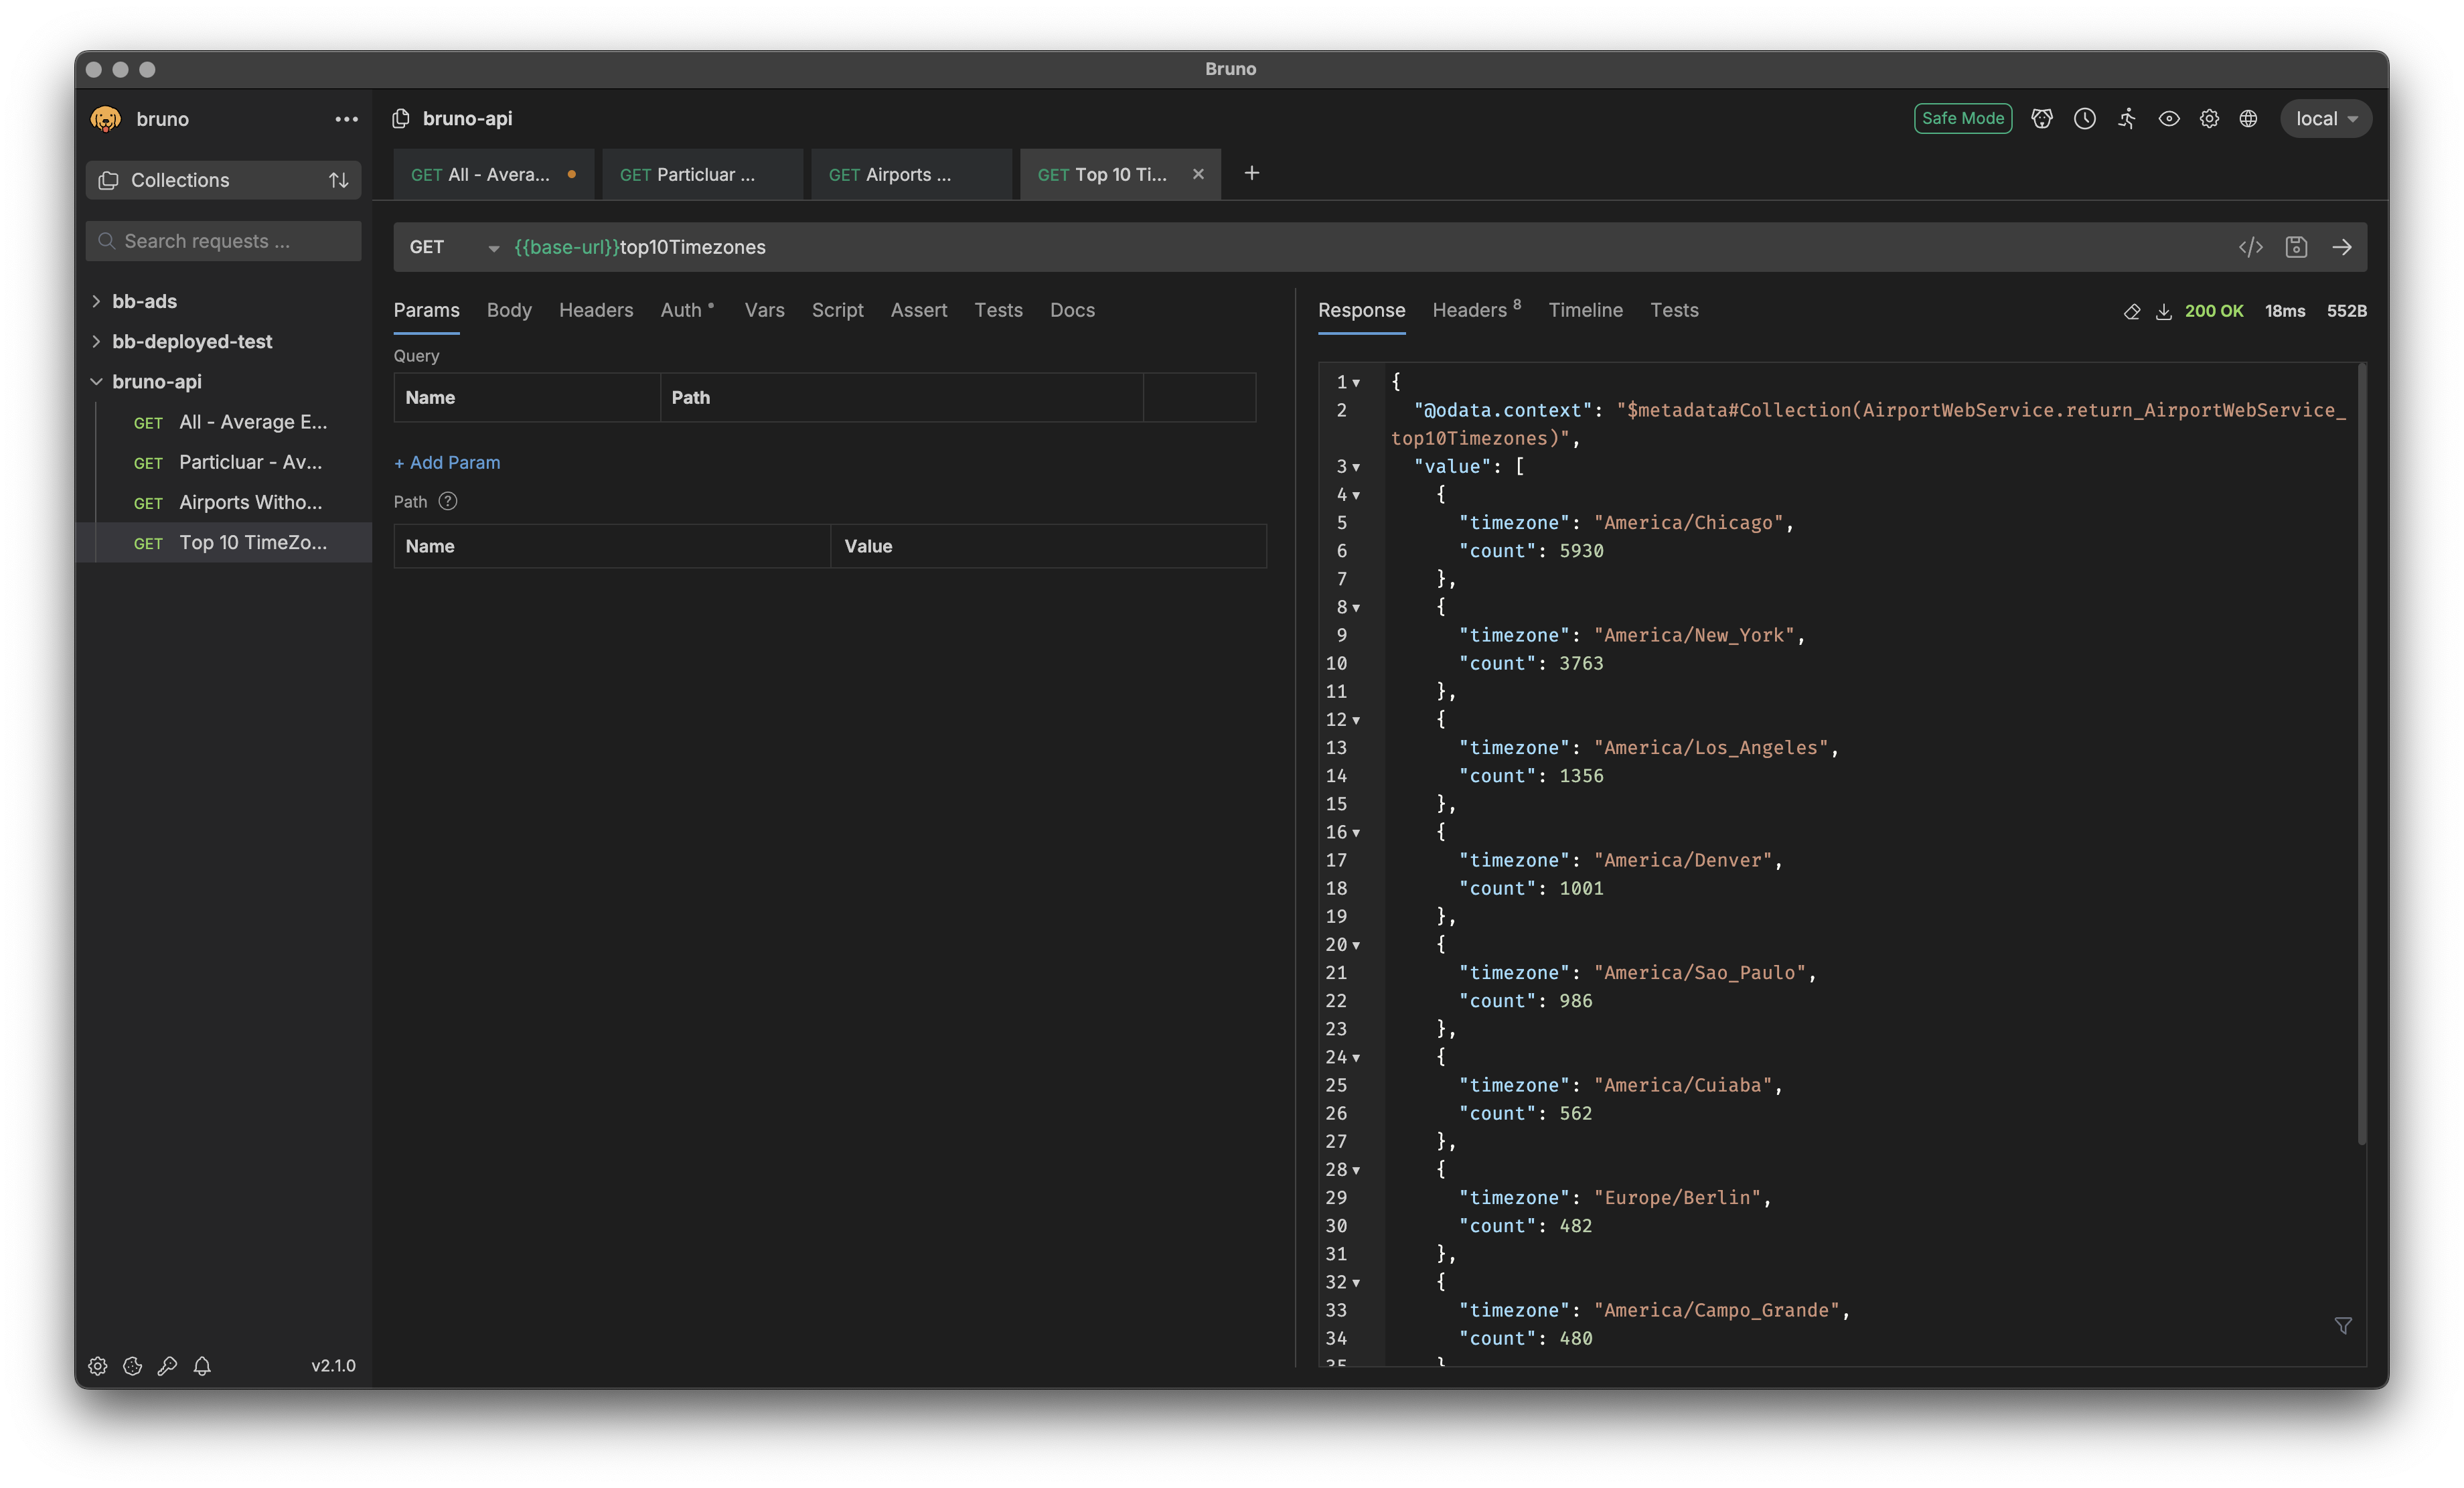 Bruno
bruno
bruno-api
Safe Mode
local
Collections
GET All - Avera...
GET Particluar ...
GET Airports ...
GET Top 10 Ti...
Search requests ...
GET
{{base-url}}top10Timezones
bb-ads
bb-deployed-test
bruno-api
GET All - Average E...
GET Particluar - Av...
GET Airports Witho...
GET Top 10 TimeZo...
v2.1.0
Params Body Headers Auth Vars Script Assert Tests Docs
Query
Name Path
+ Add Param
Path ?
Name Value
Response Headers 8 Timeline Tests
200 OK 18ms 552B
1 {
2 "@odata.context": "$metadata#Collection(AirportWebService.return_AirportWebService_
top10Timezones)",
3 "value": [
4 {
5 "timezone": "America/Chicago",
6 "count": 5930
7 },
8 {
9 "timezone": "America/New_York",
10 "count": 3763
11 },
12 {
13 "timezone": "America/Los_Angeles",
14 "count": 1356
15 },
16 {
17 "timezone": "America/Denver",
18 "count": 1001
19 },
20 {
21 "timezone": "America/Sao_Paulo",
22 "count": 986
23 },
24 {
25 "timezone": "America/Cuiaba",
26 "count": 562
27 },
28 {
29 "timezone": "Europe/Berlin",
30 "count": 482
31 },
32 {
33 "timezone": "America/Campo_Grande",
34 "count": 480